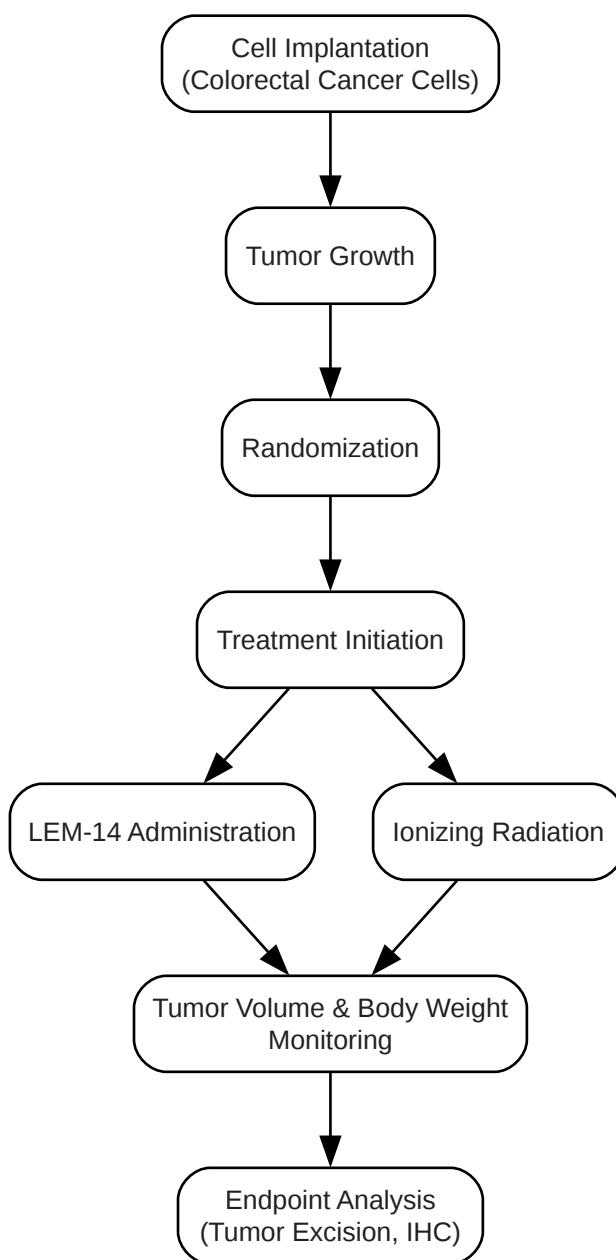 Cell Implantation
(Colorectal Cancer Cells)
Tumor Growth
Randomization
Treatment Initiation
LEM-14 Administration
Ionizing Radiation
Tumor Volume & Body Weight
Monitoring
Endpoint Analysis
(Tumor Excision, IHC)